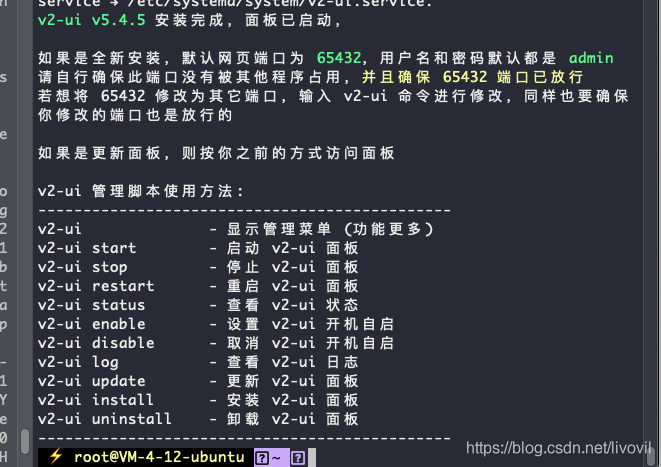 service → /etc/systemd/system/v2-ui.service.
v2-ui v5.4.5 安装完成，面板已启动，
如果是全新安装，默认网页端口为 65432，用户名和密码默认都是 admin
请自行确保此端口没有被其他程序占用，并且确保 65432 端口已放行
若想将 65432 修改为其它端口，输入 v2-ui 命令进行修改，同样也要确保
你修改的端口也是放行的
如果是更新面板，则按你之前的方式访问面板
v2-ui 管理脚本使用方法:
----------------------------------------------
v2-ui - 显示管理菜单 (功能更多)
v2-ui start - 启动 v2-ui 面板
v2-ui stop - 停止 v2-ui 面板
v2-ui restart - 重启 v2-ui 面板
v2-ui status - 查看 v2-ui 状态
v2-ui enable - 设置 v2-ui 开机自启
v2-ui disable - 取消 v2-ui 开机自启
v2-ui log - 查看 v2-ui 日志
v2-ui update - 更新 v2-ui 面板
v2-ui install - 安装 v2-ui 面板
v2-ui uninstall - 卸载 v2-ui 面板
----------------------------------------------
⚡ root@VM-4-12-ubuntu ~
https://blog.csdn.net/livovil